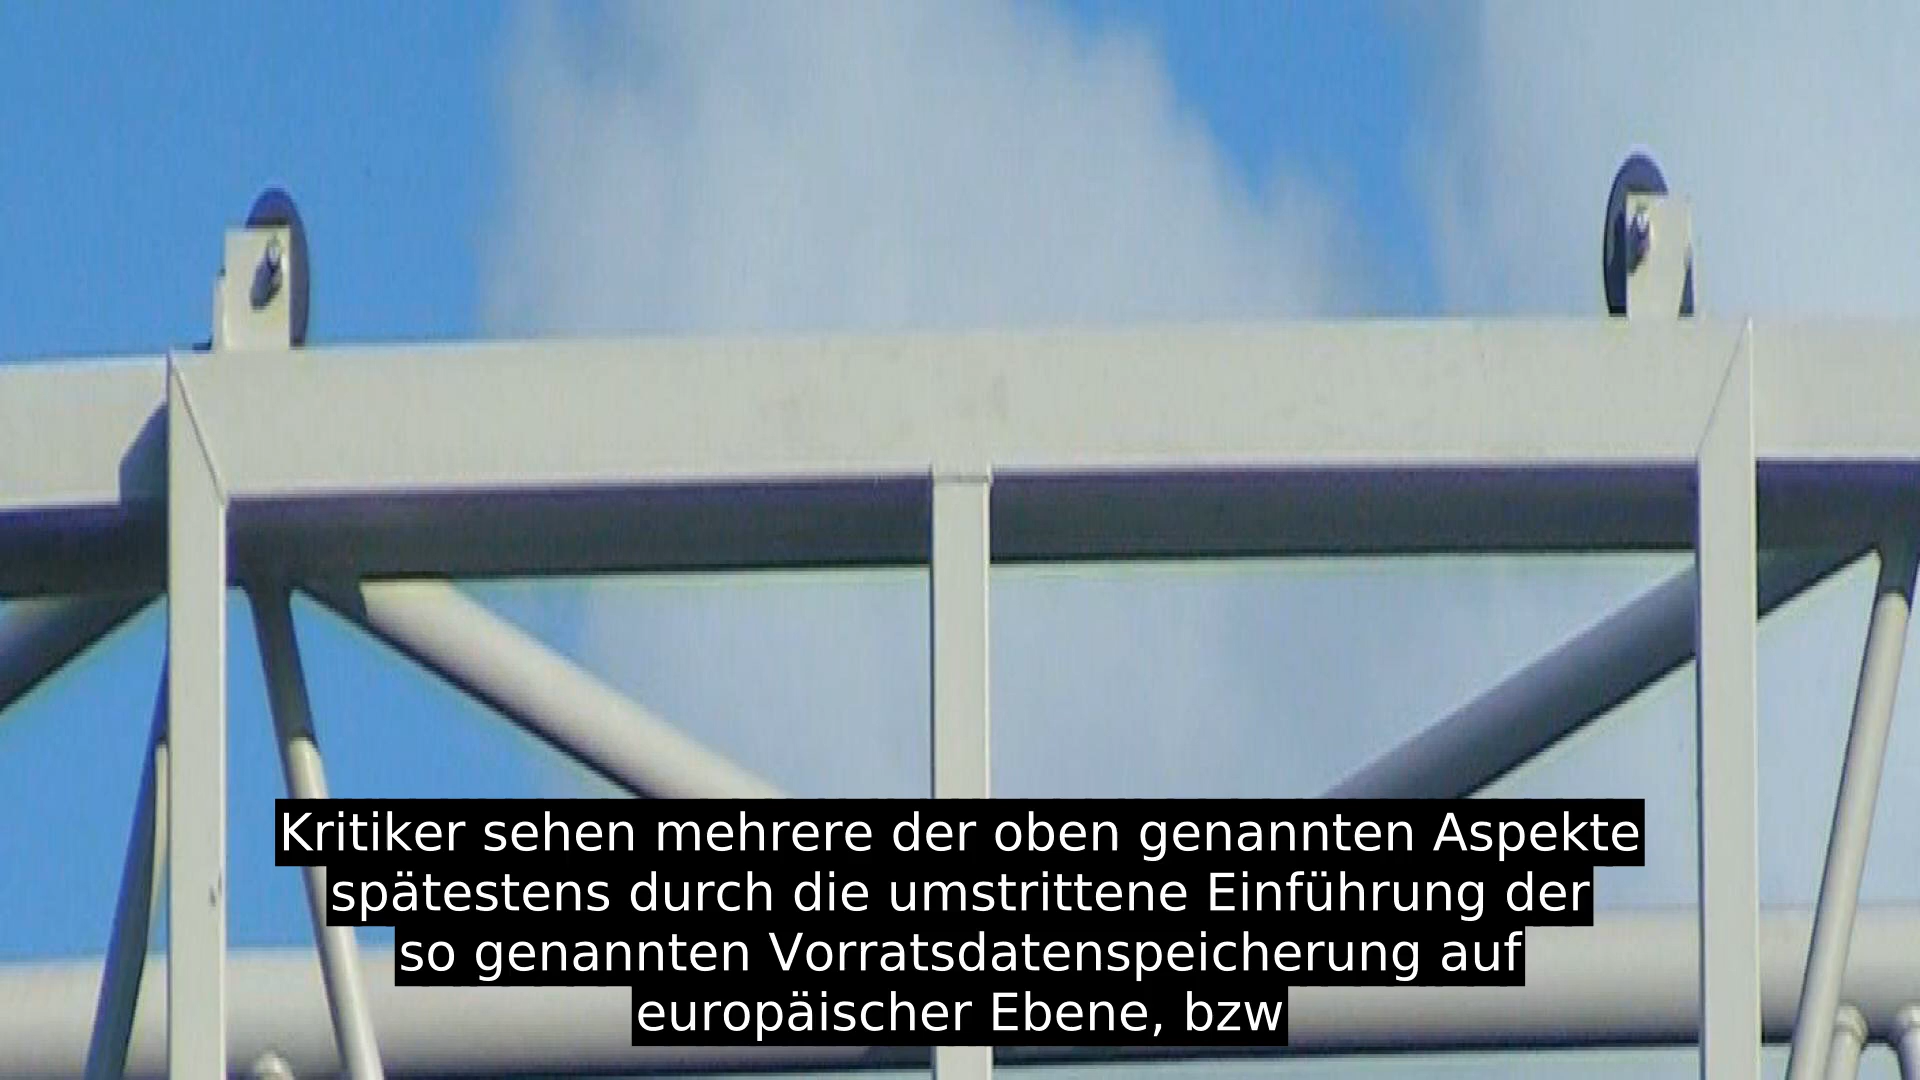 Kritiker sehen mehrere der oben genannten Aspekte
spätestens durch die umstrittene Einführung der
so genannten Vorratsdatenspeicherung auf
europäischer Ebene, bzw